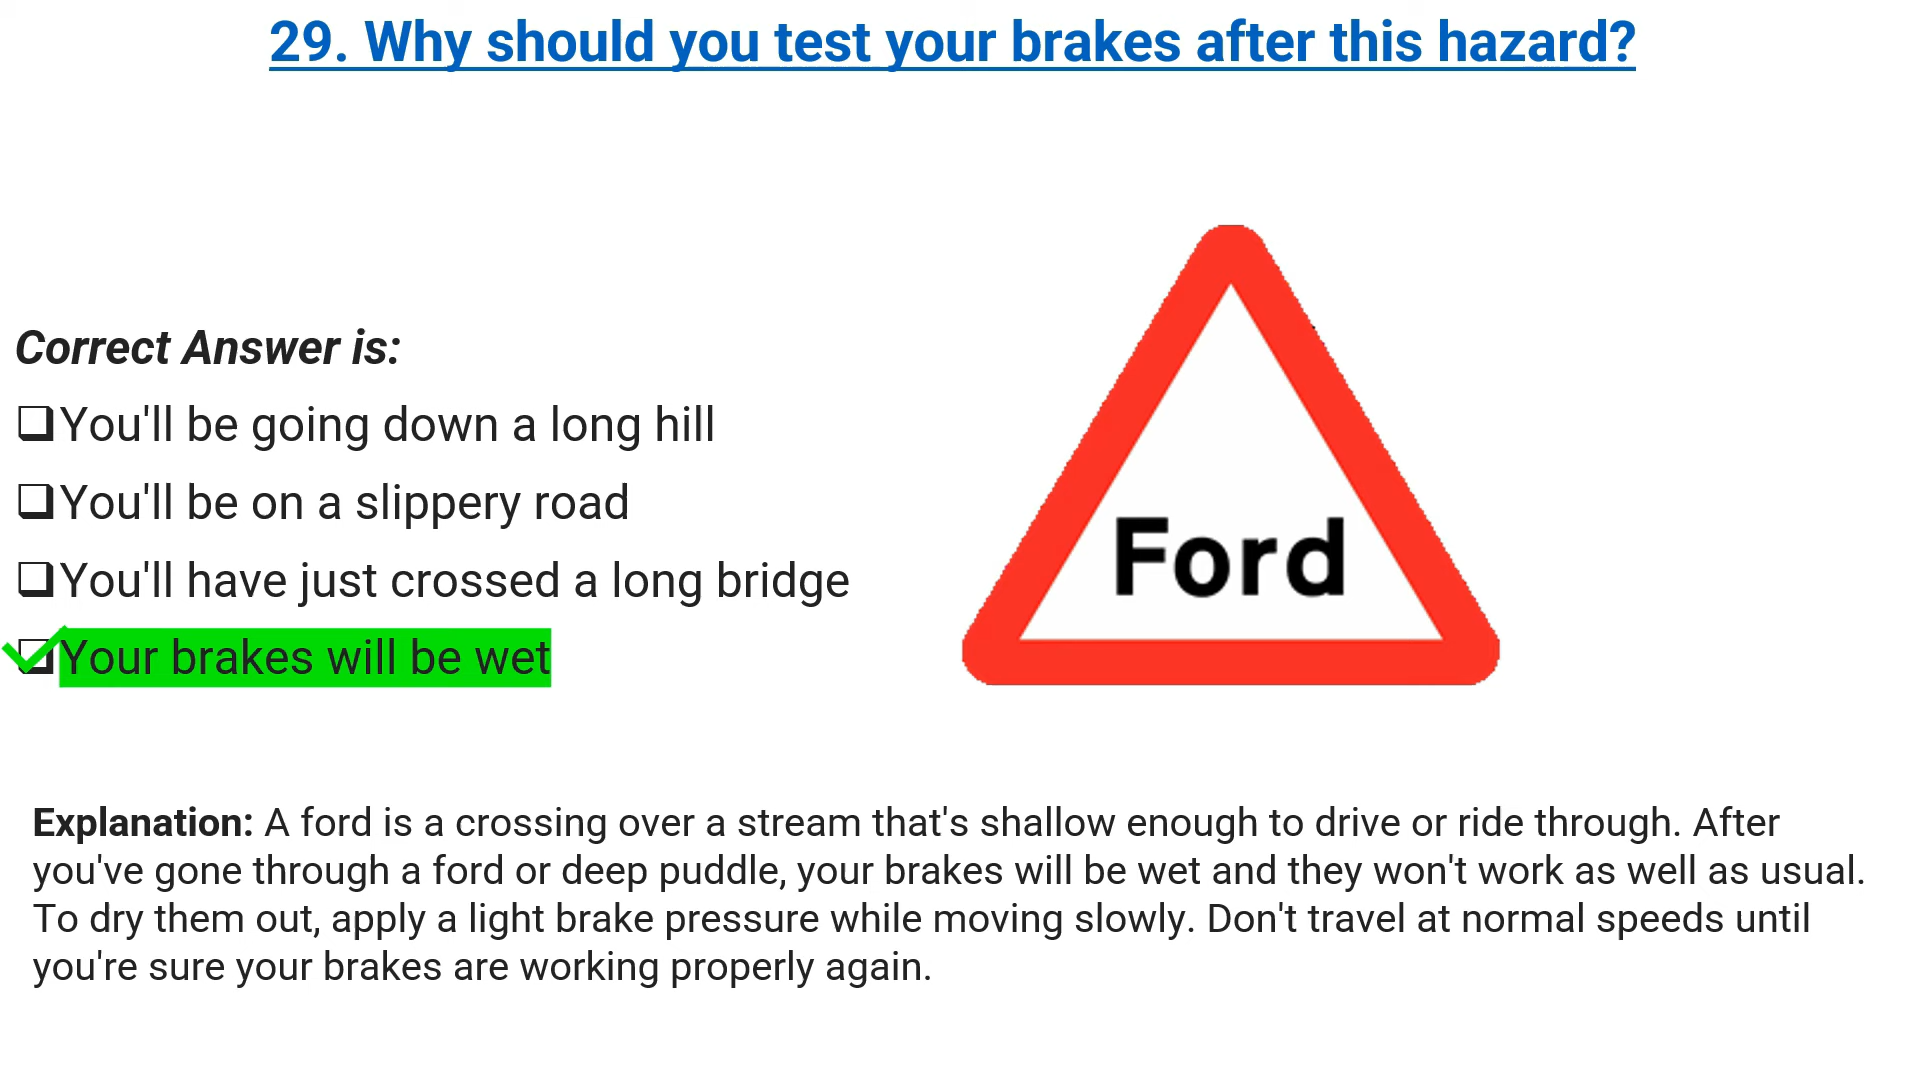 29. Why should you test your brakes after this hazard?
Correct Answer is:
❑You'll be going down a long hill
❑You'll be on a slippery road
❑You'll have just crossed a long bridge
❑Your brakes will be wet
Ford
Explanation: A ford is a crossing over a stream that's shallow enough to drive or ride through. After
you've gone through a ford or deep puddle, your brakes will be wet and they won't work as well as usual.
To dry them out, apply a light brake pressure while moving slowly. Don't travel at normal speeds until
you're sure your brakes are working properly again.